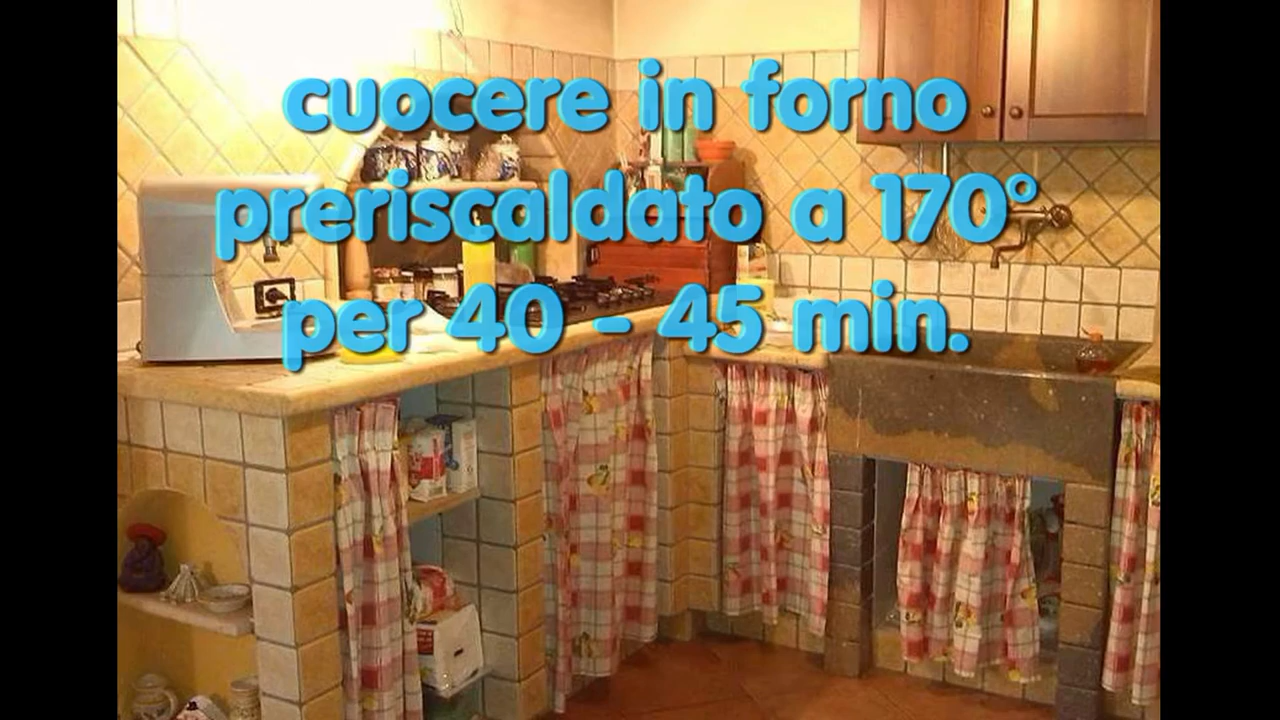 cuocere in forno
preriscaldato a 170°
per 40 - 45 min.